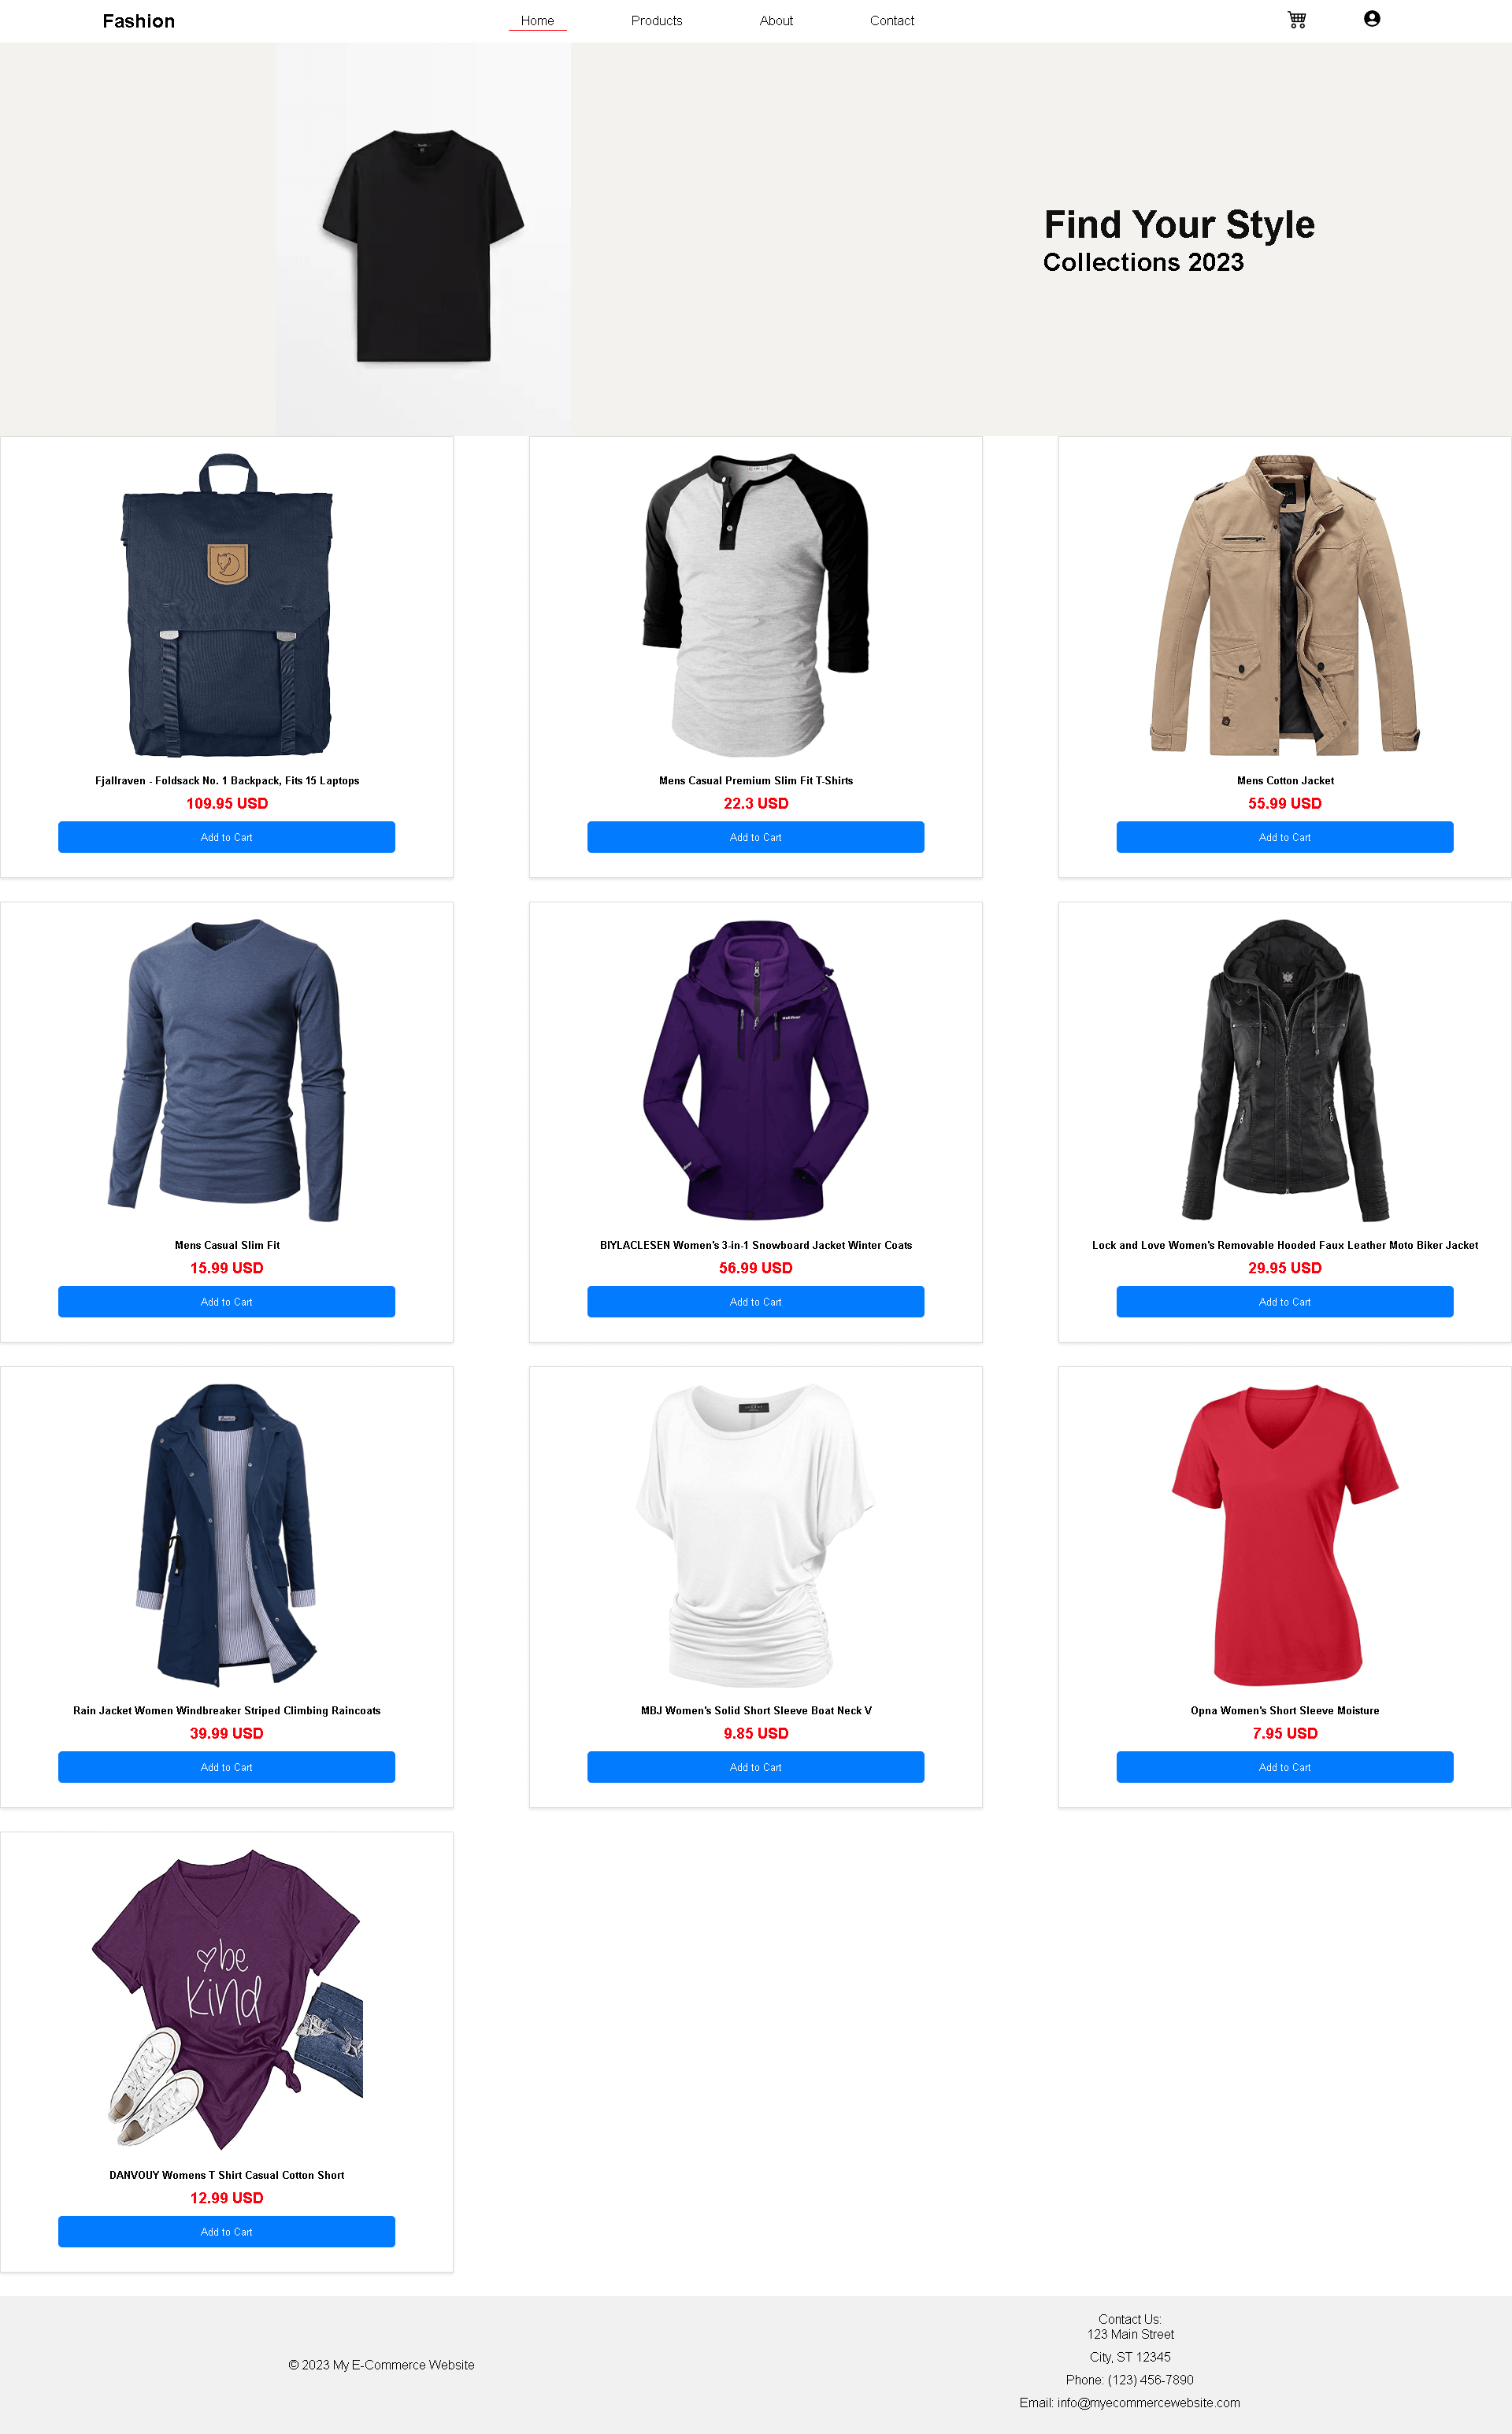 Fashion
Home
Products
About
Contact
Find Your Style
Collections 2023
Fjallraven - Foldsack No. 1 Backpack, Fits 15 Laptops
109.95 USD
Add to Cart
Mens Casual Premium Slim Fit T-Shirts
22.3 USD
Add to Cart
Mens Cotton Jacket
55.99 USD
Add to Cart
Mens Casual Slim Fit
15.99 USD
Add to Cart
BIYLACLESEN Women's 3-in-1 Snowboard Jacket Winter Coats
56.99 USD
Add to Cart
Lock and Love Women's Removable Hooded Faux Leather Moto Biker Jacket
29.95 USD
Add to Cart
Rain Jacket Women Windbreaker Striped Climbing Raincoats
39.99 USD
Add to Cart
MBJ Women's Solid Short Sleeve Boat Neck V
9.85 USD
Add to Cart
Opna Women's Short Sleeve Moisture
7.95 USD
Add to Cart
be
kind
DANVOUY Womens T Shirt Casual Cotton Short
12.99 USD
Add to Cart
© 2023 My E-Commerce Website
Contact Us:
123 Main Street
City, ST 12345
Phone: (123) 456-7890
Email: info@myecommercewebsite.com